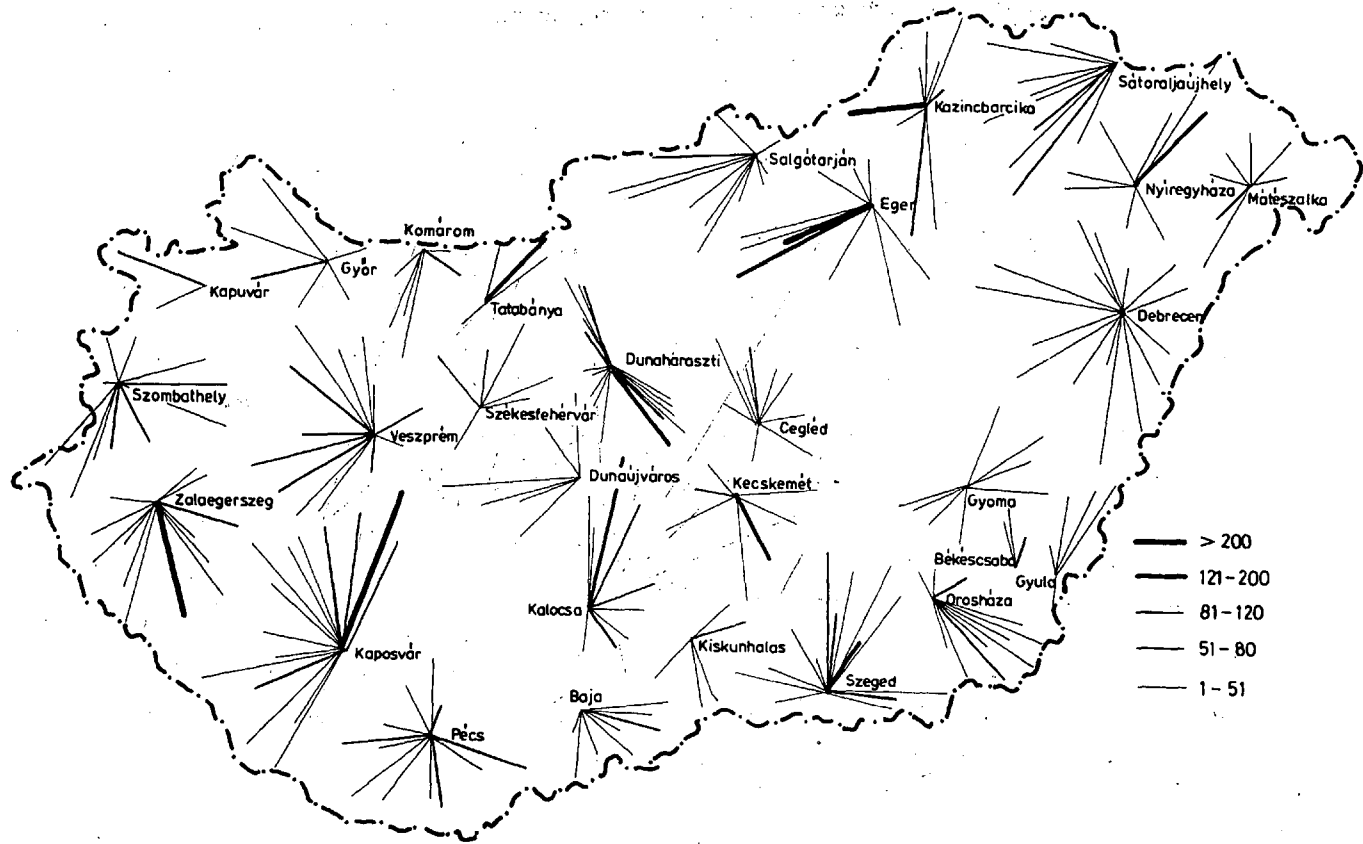 Sátoraljaújhely
Kazincbarcika
Salgótarján
Nyíregyháza
Mátészalka
Eger
Komárom
Győr
Kapuvár
Tatabánya
Debrecen
Dunaharaszti
Szombathely
Székesfehérvár
Veszprém
Cegléd
Dunaújváros
Kecskemét
Zalaegerszeg
Gyoma
> 200
Békéscsaba
121-200
Gyula
Orosháza
81-120
Kalocsa
Kiskunhalas
51-80
Kaposvár
Szeged
1-51
Baja
Pécs